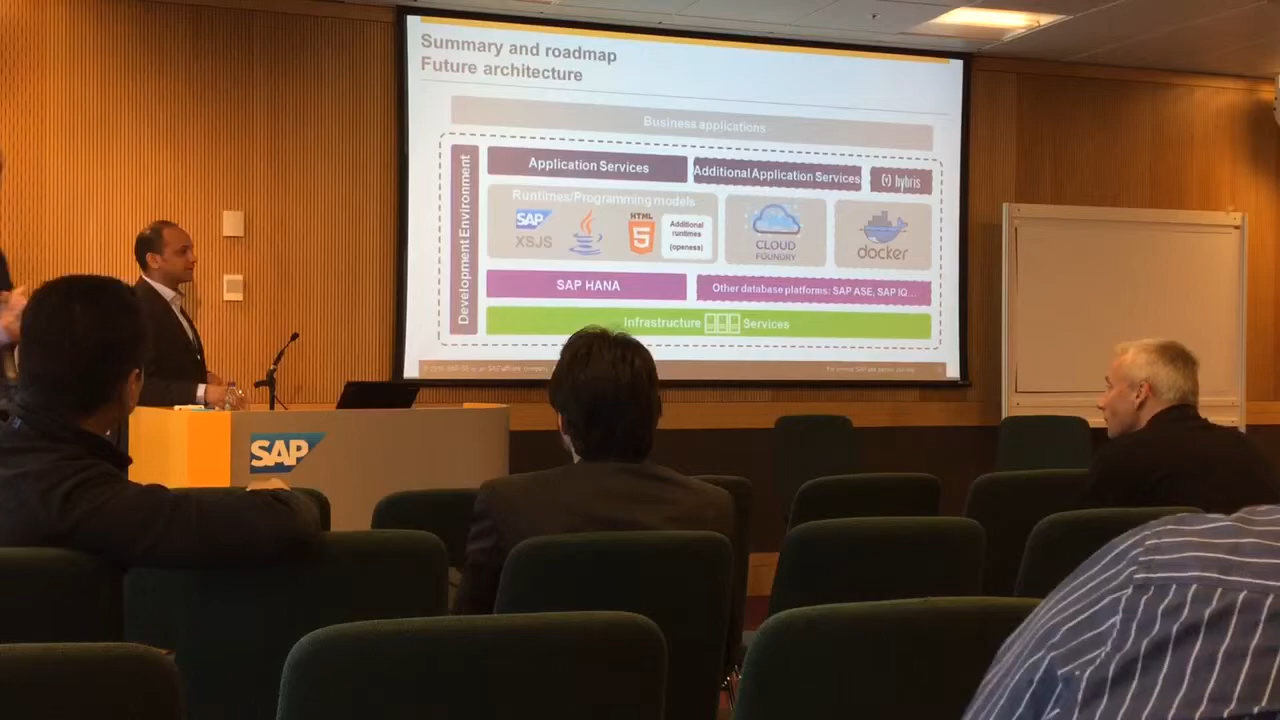 Summary and roadmap
Future architecture
Business applications
Development Environment
Application Services
Additional Application Services
(·) hybris
Runtimes/Programming models
SAP
XSJS
HTML
5
Additional
runtimes
(openess)
CLOUD
FOUNDRY
docker
SAP HANA
Other database platforms: SAP ASE, SAP IQ...
Infrastructure Services
SAP